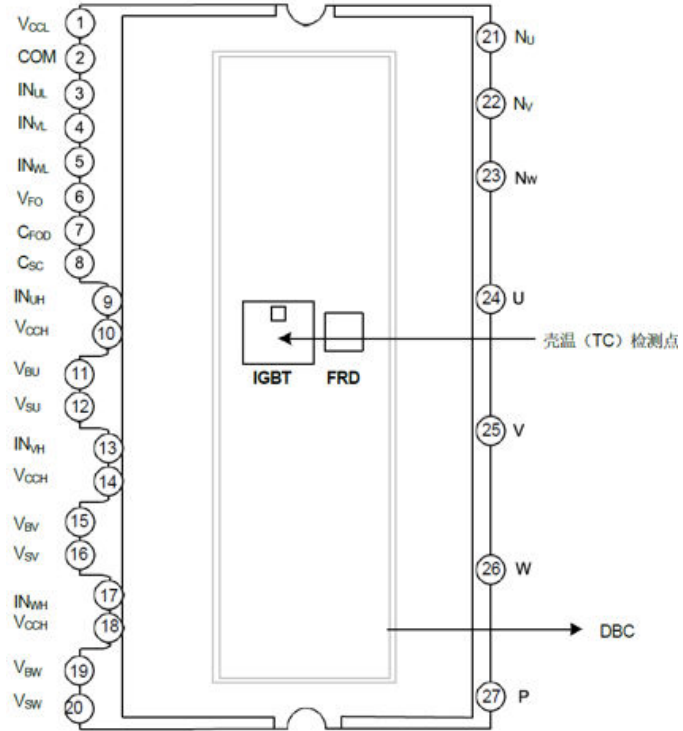 VCCL 1
COM 2
INUL 3
INVL 4
INWL 5
VFO 6
CFOD 7
CSC 8
INUH 9
VCCH 10
VBU 11
VSU 12
INVH 13
VCCH 14
VBV 15
VSV 16
INWH 17
VCCH 18
VBW 19
VSW 20
21 NU
22 NV
23 NW
24 U
壳温（TC）检测点
IGBT FRD
25 V
26 W
DBC
27 P